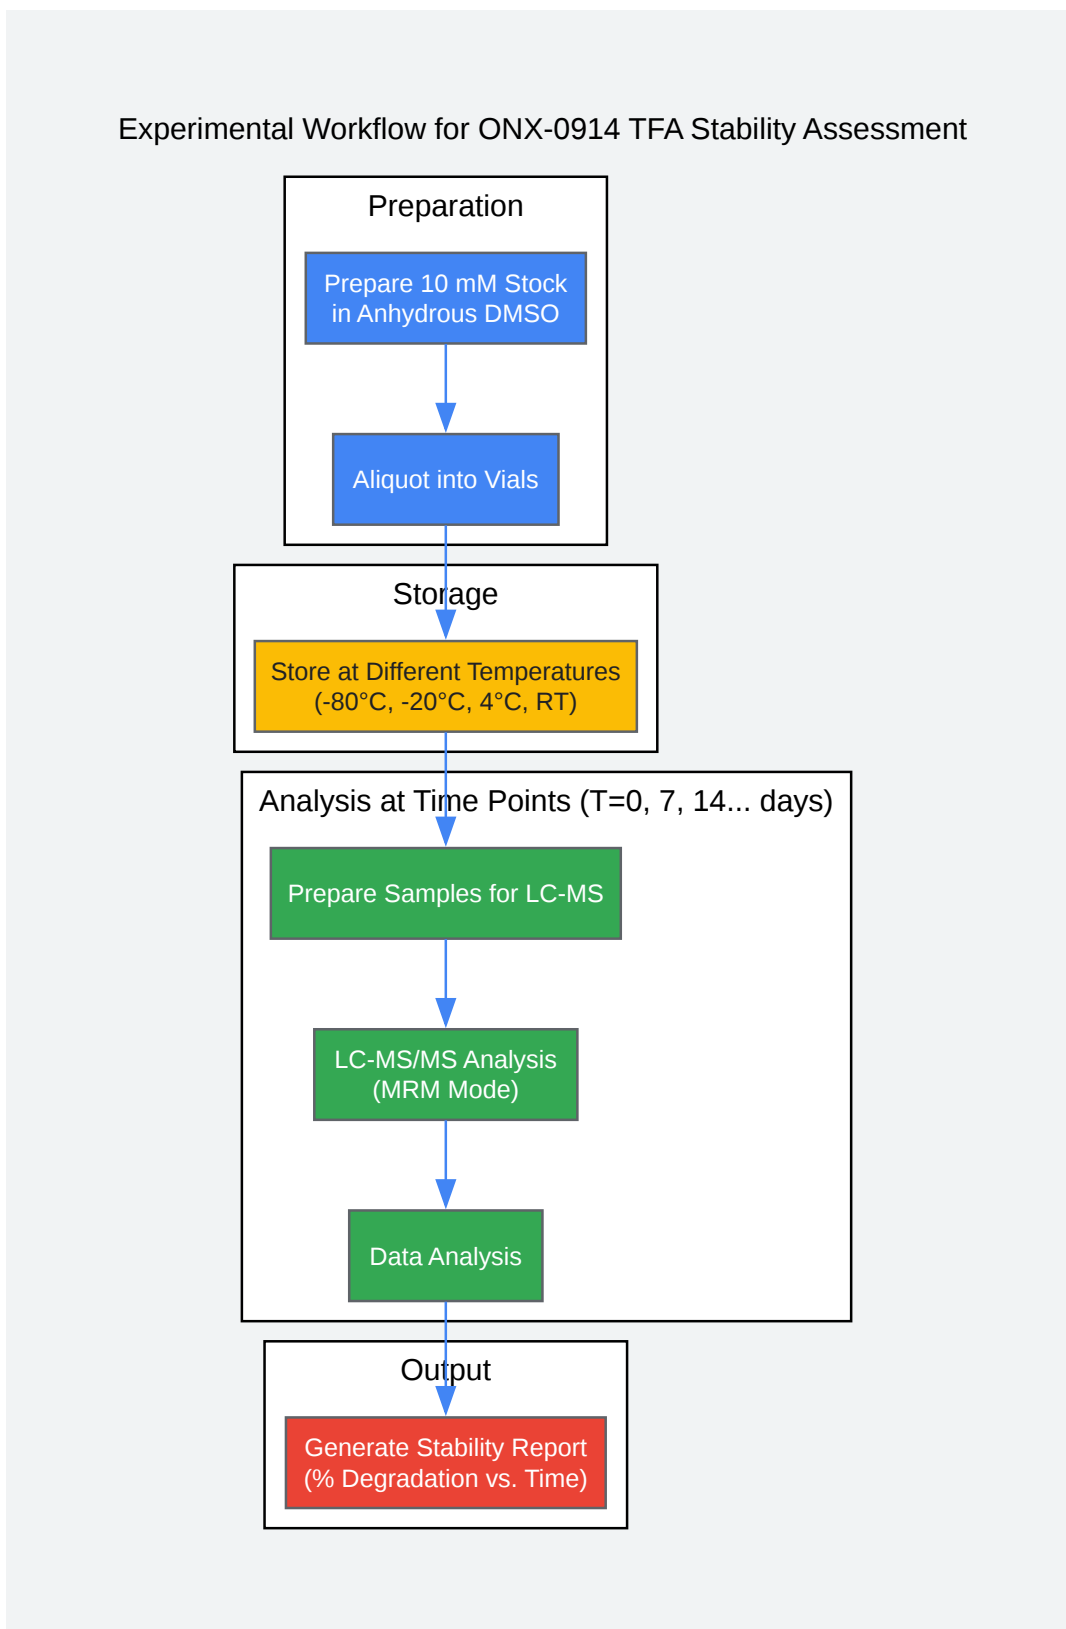 Experimental Workflow for ONX-0914 TFA Stability Assessment
Preparation
Prepare 10 mM Stock
in Anhydrous DMSO
Aliquot into Vials
Storage
Store at Different Temperatures
(-80°C, -20°C, 4°C, RT)
Analysis at Time Points (T=0, 7, 14... days)
Prepare Samples for LC-MS
LC-MS/MS Analysis
(MRM Mode)
Data Analysis
Output
Generate Stability Report
(% Degradation vs. Time)